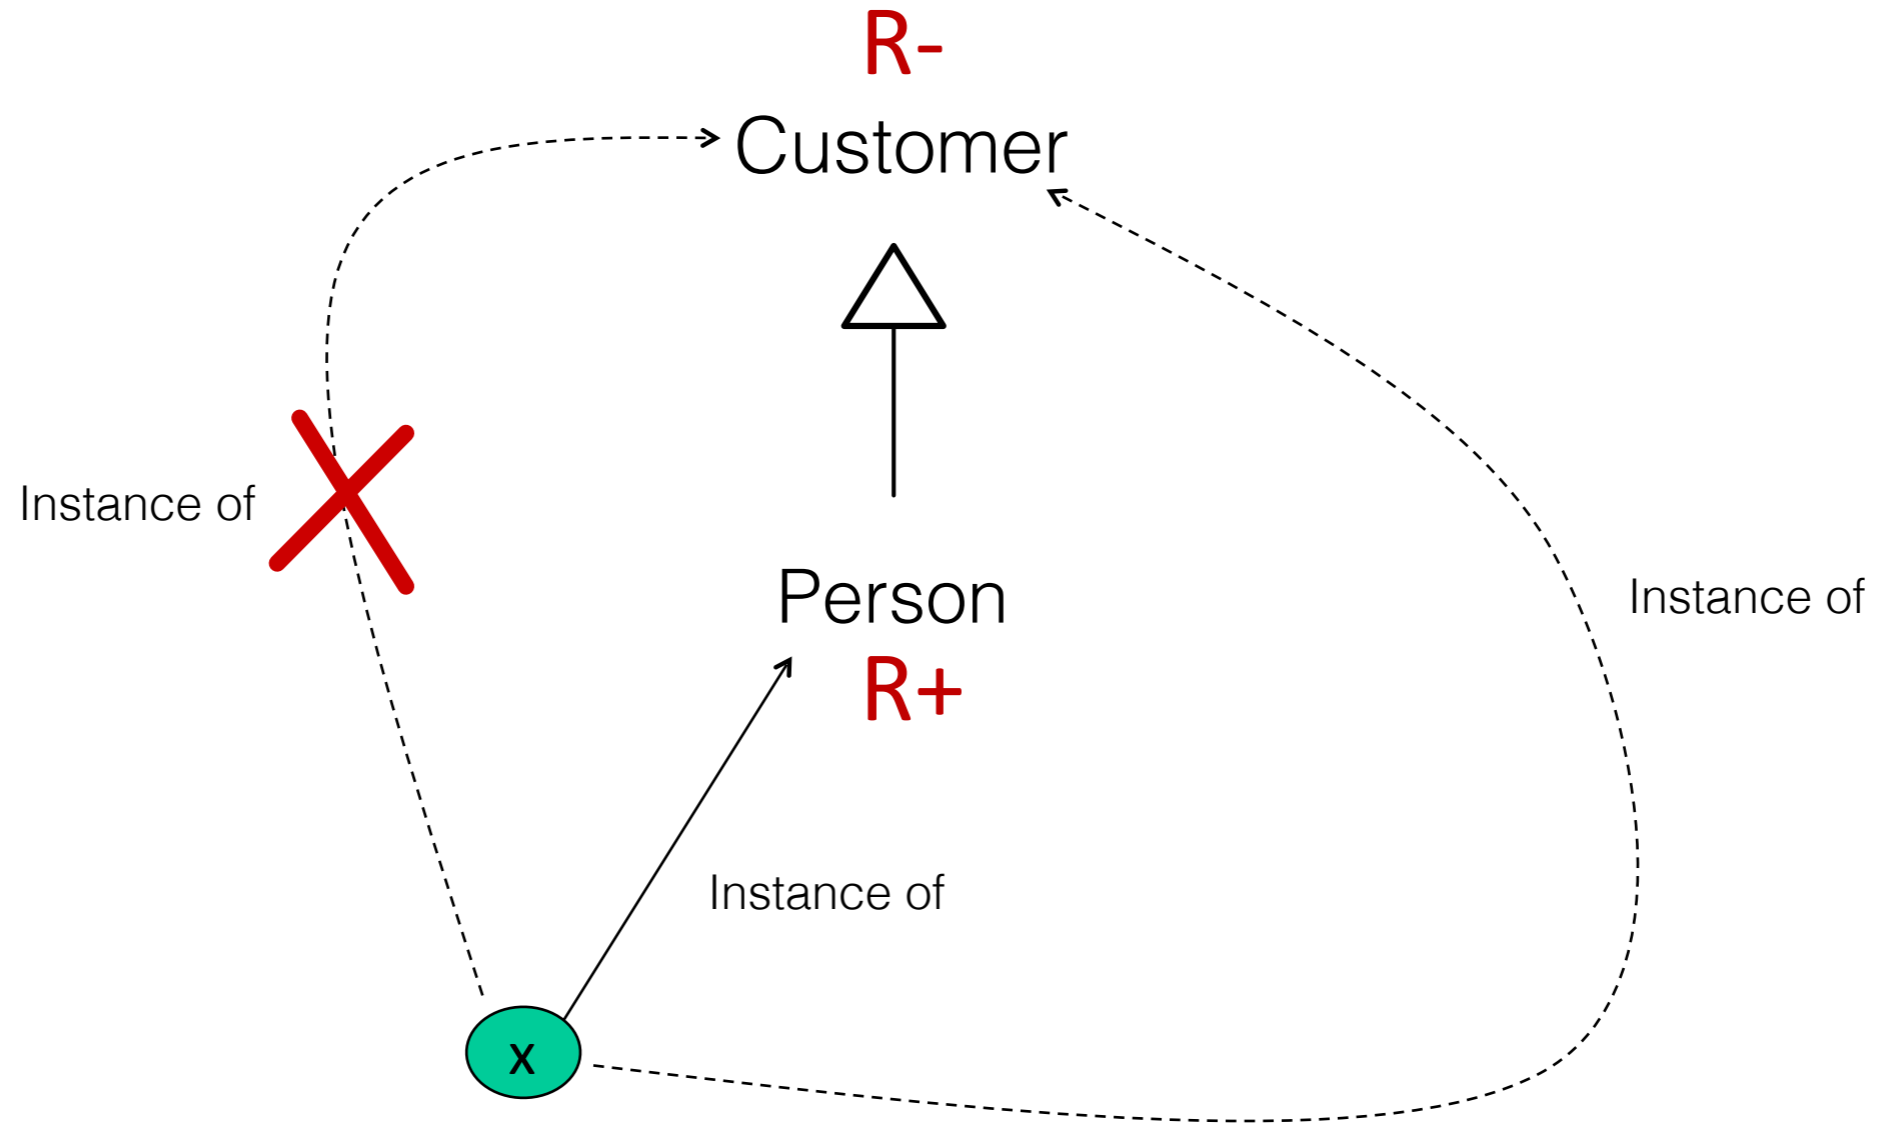 R-
Customer
Instance of
Person
Instance of
R+
Instance of
x